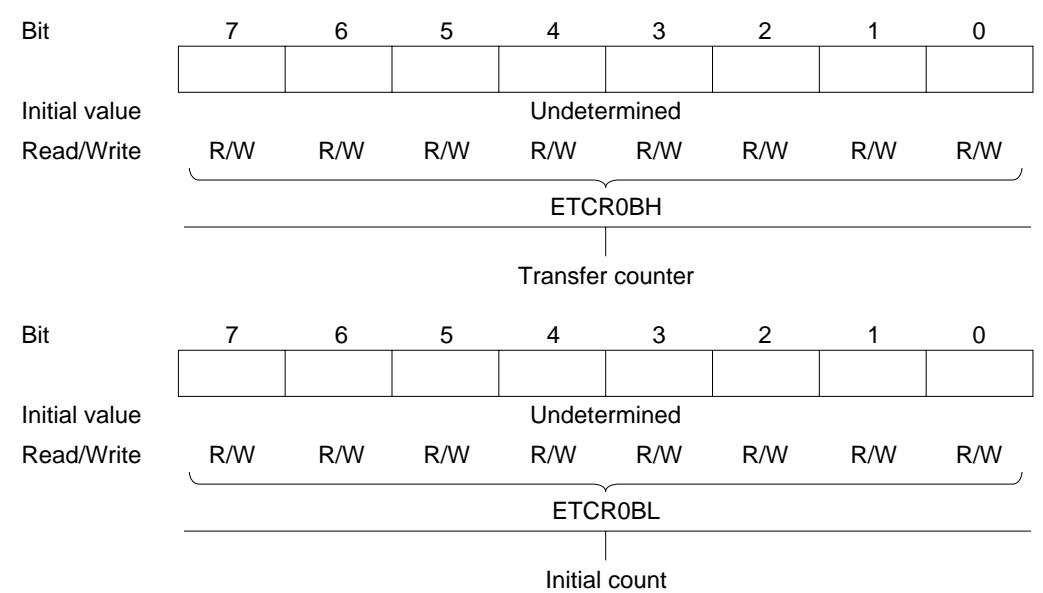 Bit 7 6 5 4 3 2 1 0
Initial value Undetermined
Read/Write R/W R/W R/W R/W R/W R/W R/W R/W
ETCR0BH
Transfer counter
Bit 7 6 5 4 3 2 1 0
Initial value Undetermined
Read/Write R/W R/W R/W R/W R/W R/W R/W R/W
ETCR0BL
Initial count